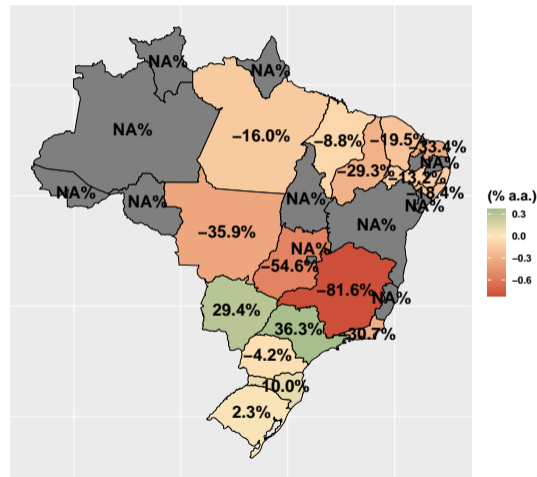 NA%
NA%
NA%
−16.0%
−8.8%
−19.5%
−33.4%
NA%
−13.2%
−29.3%
−18.4%
NA%
NA%
NA%
NA%
NA%
(% a.a.)
0.3
0.0
−0.3
−0.6
−35.9%
NA%
−54.6%
−81.6%
NA%
29.4%
36.3%
−30.7%
−4.2%
10.0%
2.3%